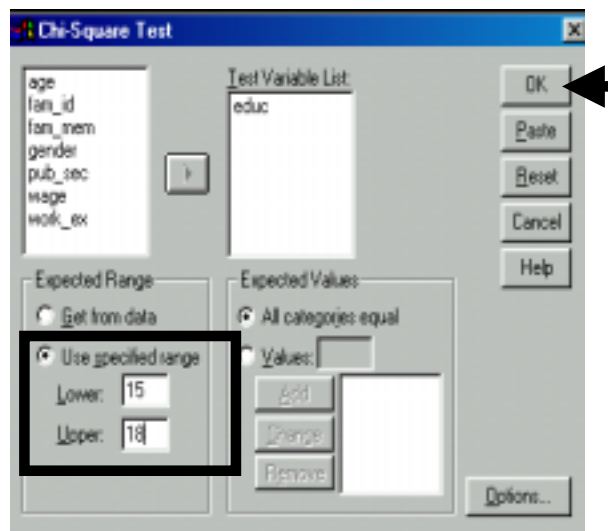 Chi-Square Test
age
fam_id
fam_mem
gender
pub_sec
wage
work_ex
Test Variable List:
educ
OK
Paste
Reset
Cancel
Help
Expected Range
Get from data
Use specified range
Lower: 15
Upper: 18
Expected Values
All categories equal
Values:
Add
Change
Remove
Options...